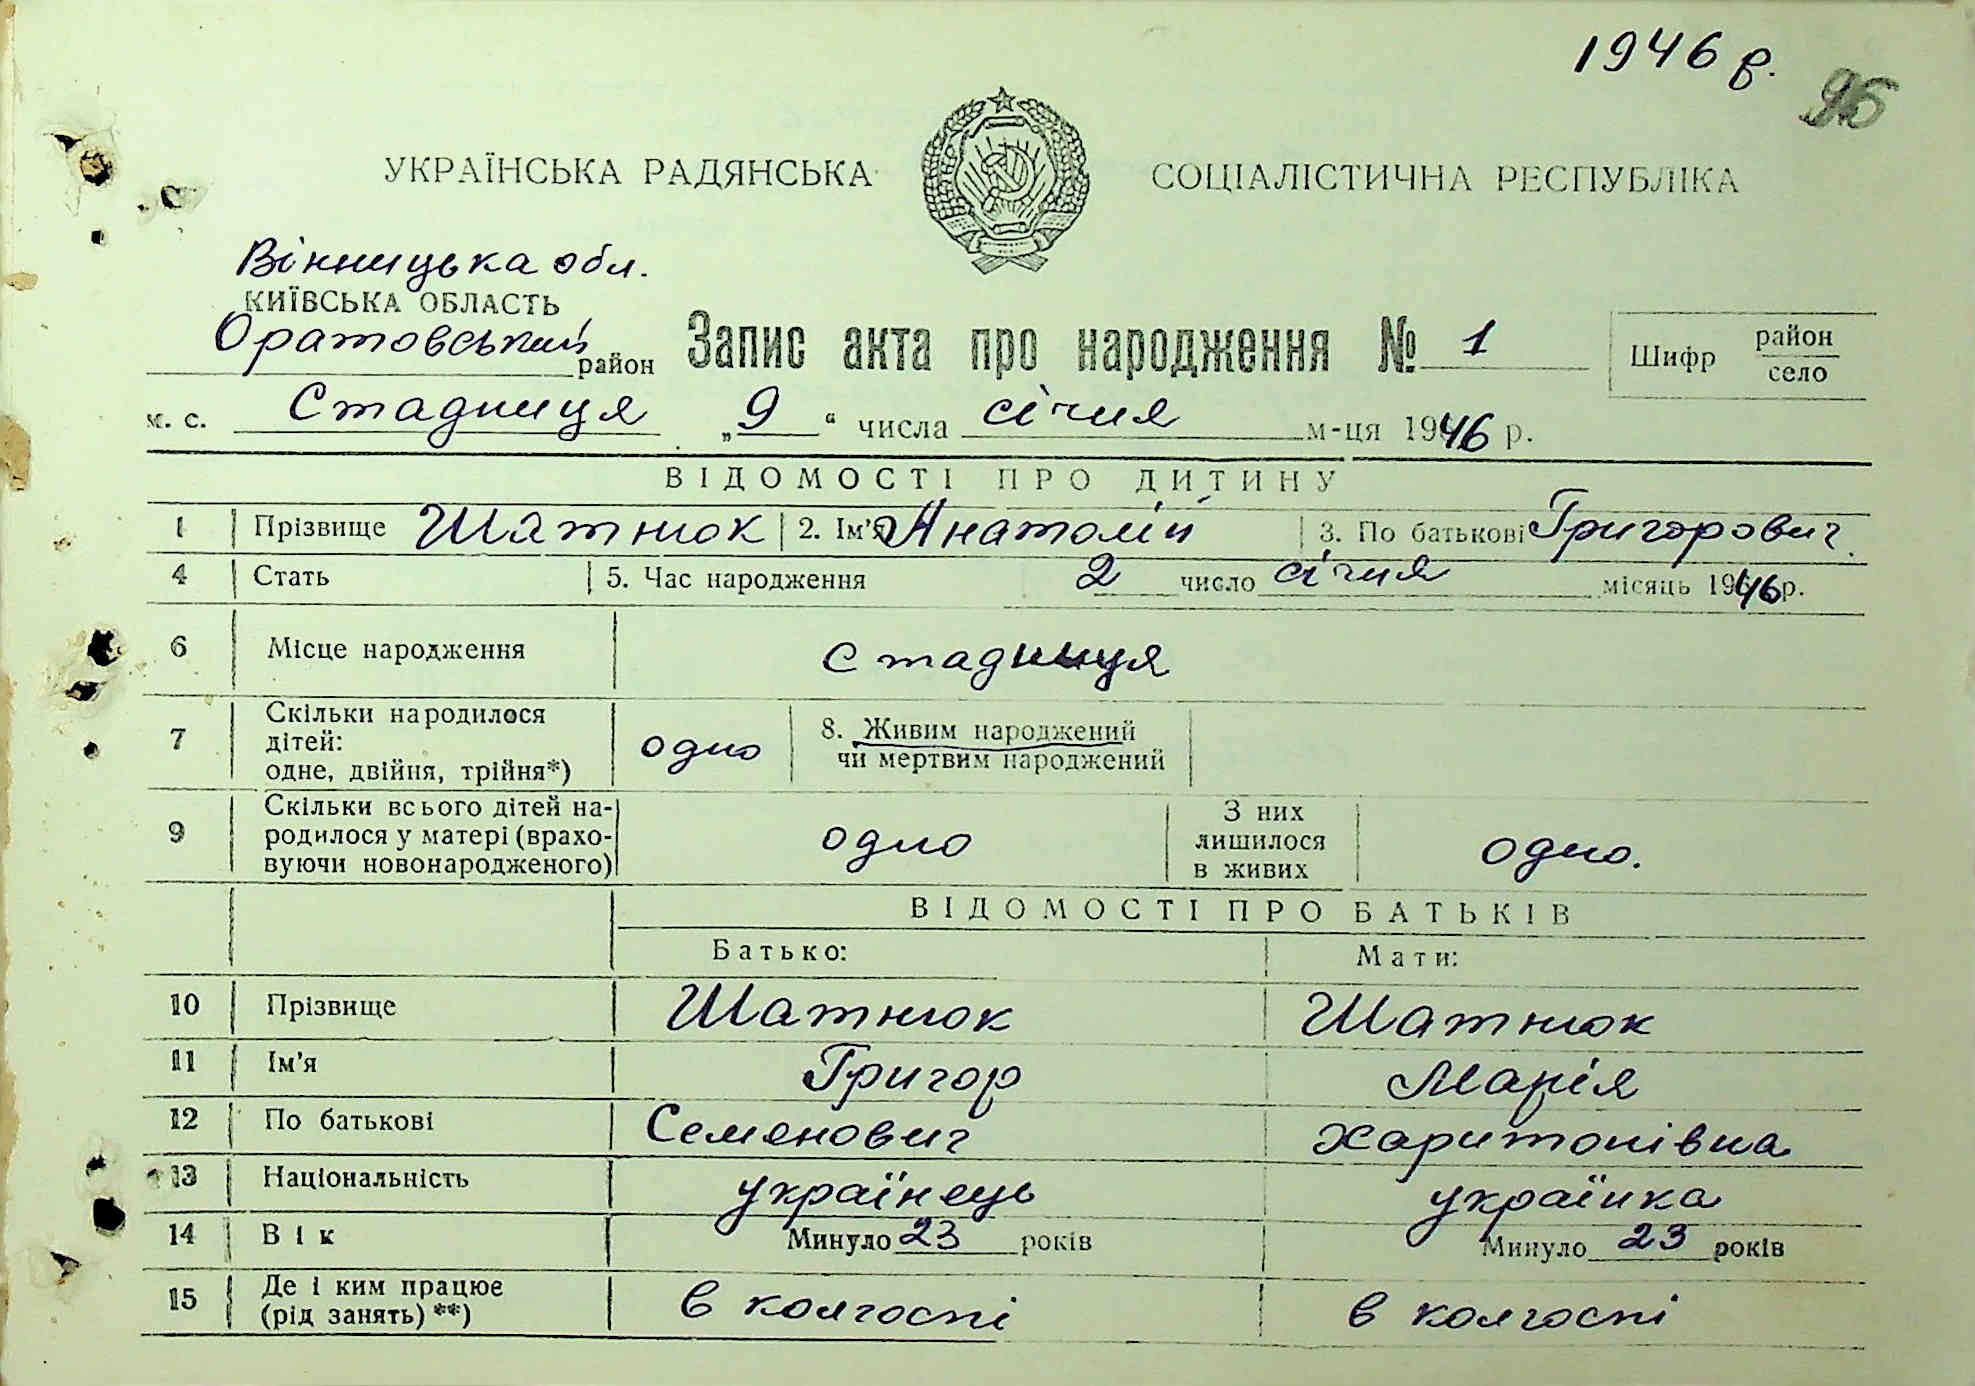 1946 р.
96
УКРАЇНСЬКА РАДЯНСЬКА СОЦІАЛІСТИЧНА РЕСПУБЛІКА
Вінницька обл.
КИЇВСЬКА ОБЛАСТЬ
Оратовський район
Запис акта про народження № 1
Шифр район село
м. с. Стадниця „9“ числа січня м-ця 1946 р.
ВІДОМОСТІ ПРО ДИТИНУ
1 Прізвище Шатнюк 2. Ім'я Анатолій 3. По батькові Григорович.
4 Стать 5. Час народження 2 число січня місяць 1946 р.
6 Місце народження Стадниця
7 Скільки народилося дітей: одне, двійня, трійня*) одно 8. Живим народжений чи мертвим народжений
9 Скільки всього дітей народилося у матері (враховуючи новонародженого) одно З них лишилося в живих одно.
ВІДОМОСТІ ПРО БАТЬКІВ
Батько: Мати:
10 Прізвище Шатнюк Шатнюк
11 Ім'я Григор Марія
12 По батькові Семенович Харитонівна
13 Національність українець українка
14 Вік Минуло 23 років Минуло 23 років
15 Де і ким працює (рід занять) **) в колгоспі в колгоспі